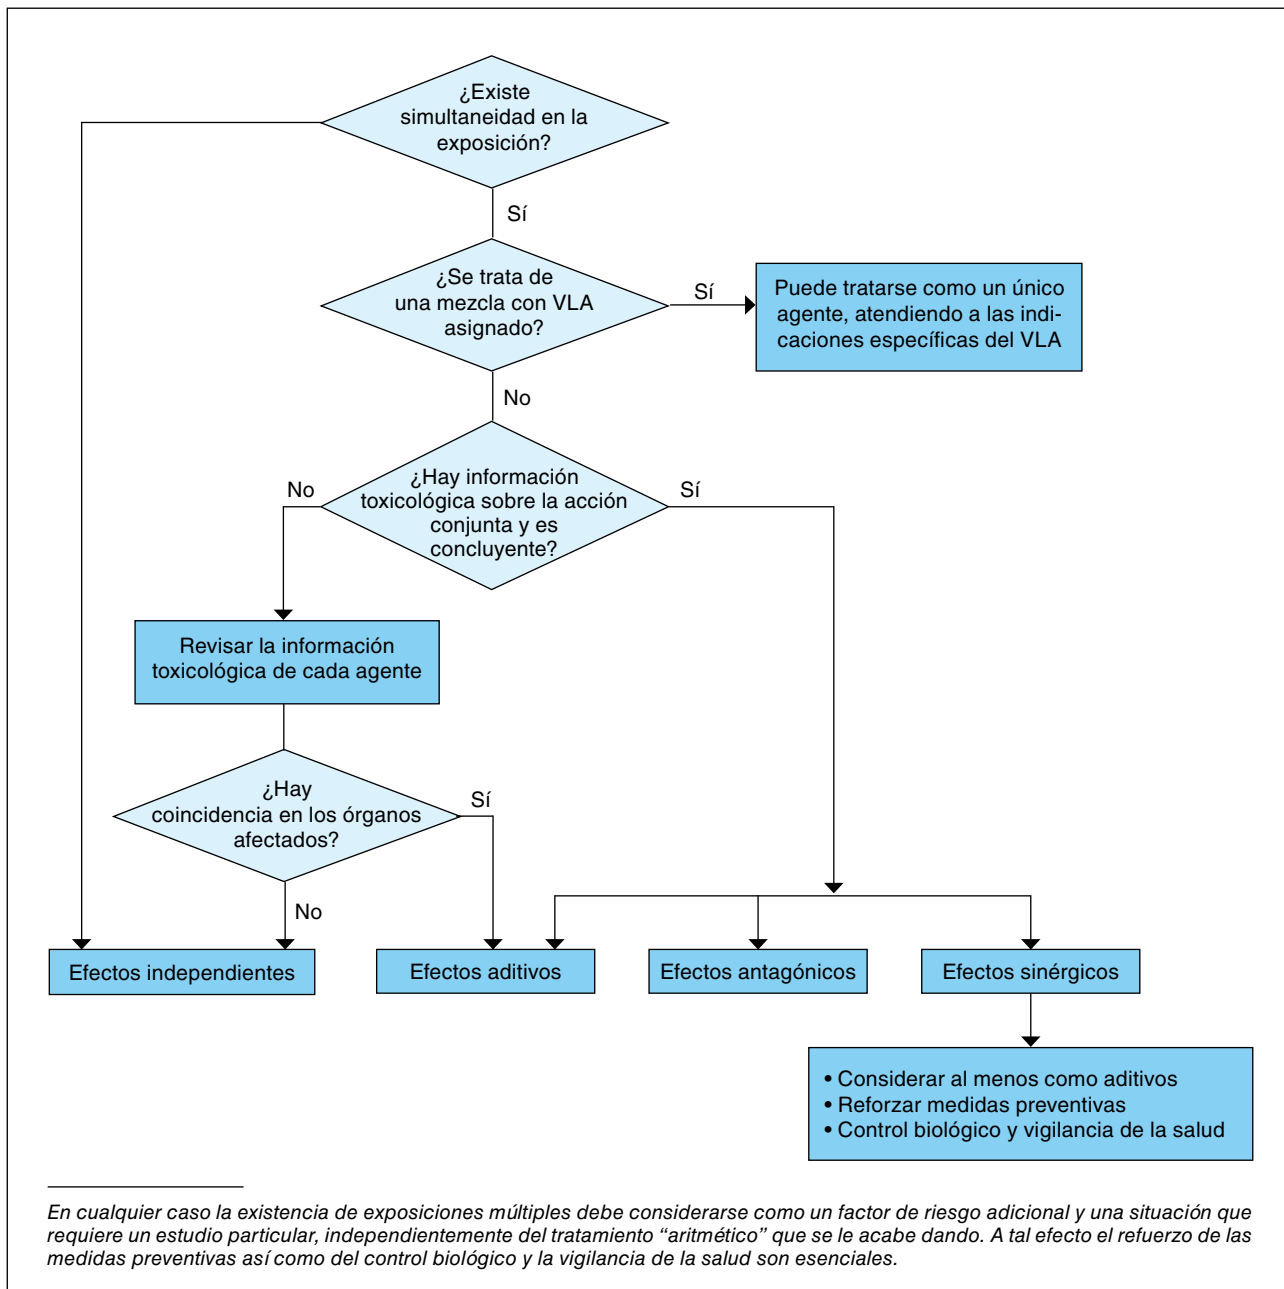 ¿Existe
simultaneidad en la
exposición?
Sí
¿Se trata de
una mezcla con VLA
asignado?
Sí
Puede tratarse como un único
agente, atendiendo a las indi-
caciones específicas del VLA
No
¿Hay información
toxicológica sobre la acción
conjunta y es
concluyente?
No
Sí
Revisar la información
toxicológica de cada agente
¿Hay
coincidencia en los órganos
afectados?
Sí
No
Efectos independientes
Efectos aditivos
Efectos antagónicos
Efectos sinérgicos
• Considerar al menos como aditivos
• Reforzar medidas preventivas
• Control biológico y vigilancia de la salud
En cualquier caso la existencia de exposiciones múltiples debe considerarse como un factor de riesgo adicional y una situación que
requiere un estudio particular, independientemente del tratamiento “aritmético” que se le acabe dando. A tal efecto el refuerzo de las
medidas preventivas así como del control biológico y la vigilancia de la salud son esenciales.